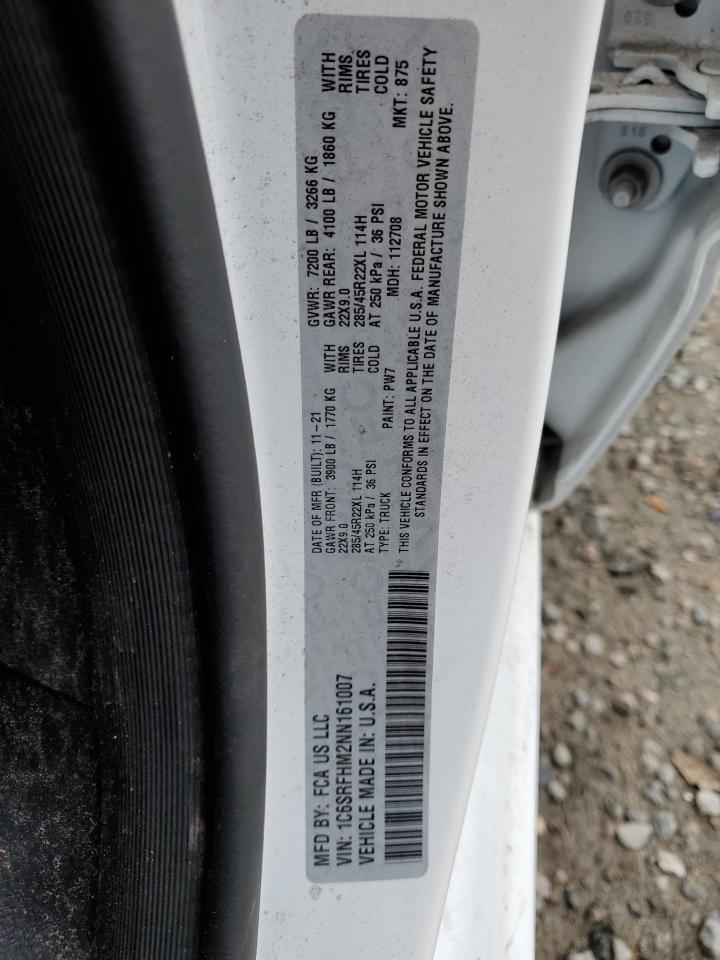 MFD BY: FCA US LLC
VIN: 1C6SRFHM2NN161007
VEHICLE MADE IN: U.S.A.
DATE OF MFR (BUILT): 11-21 GVWR: 7200 LB / 3266 KG
GAWR FRONT: 3900 LB / 1770 KG WITH GAWR REAR: 4100 LB / 1860 KG WITH
22X9.0 RIMS 22X9.0 RIMS
285/45R22XL 114H TIRES 285/45R22XL 114H TIRES
AT 250 kPa / 36 PSI COLD AT 250 kPa / 36 PSI COLD
TYPE: TRUCK PAINT: PW7 MDH: 112708 MKT: 875
THIS VEHICLE CONFORMS TO ALL APPLICABLE U.S.A. FEDERAL MOTOR VEHICLE SAFETY
STANDARDS IN EFFECT ON THE DATE OF MANUFACTURE SHOWN ABOVE.
520
515